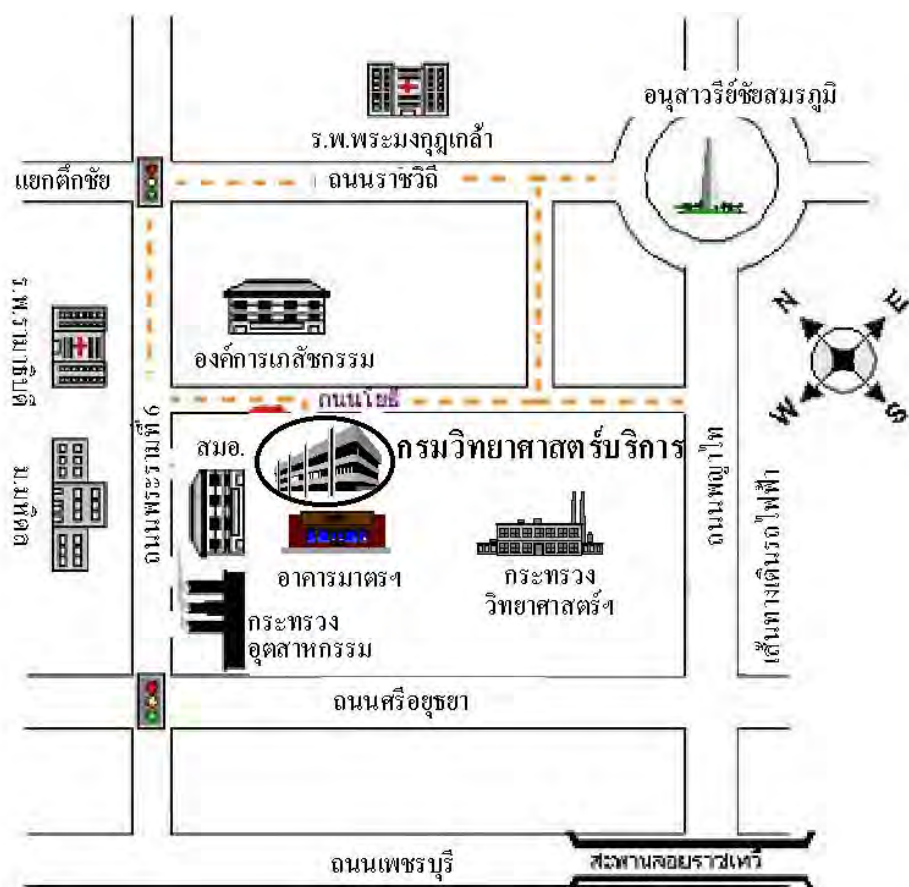 อนุสาวรีย์ชัยสมรภูมิ
ร.พ.พระมงกุฎเกล้า
แยกตึกชัย
ถนนราชวิถี
ร.พ.รามาธิบดี
องค์การเภสัชกรรม
N
E
W
S
ถนนโยธี
สมอ.
กรมวิทยาศาสตร์บริการ
ม.มหิดล
ถนนพระรามที่ 6
ถนนพญาไท
เส้นทางเดินรถไฟฟ้า
อาคารมาตรฯ
กระทรวง
วิทยาศาสตร์ฯ
กระทรวง
อุตสาหกรรม
ถนนศรีอยุธยา
ถนนเพชรบุรี
สะพานลอยราชเทวี